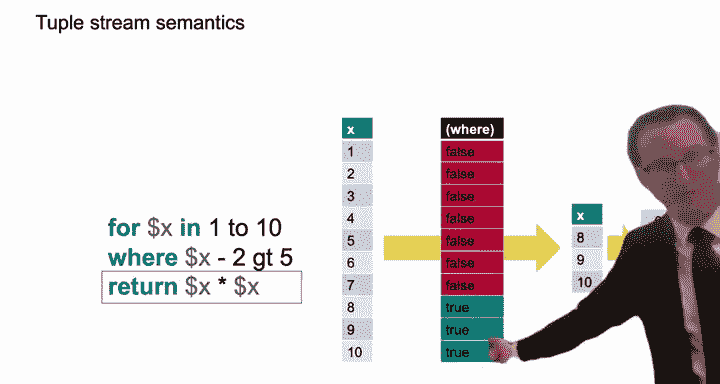 Tuple stream semantics
for $x in 1 to 10
where $x - 2 gt 5
return $x * $x
x
1
2
3
4
5
6
7
8
9
10
(where)
false
false
false
false
false
false
false
true
true
true
x
8
9
10